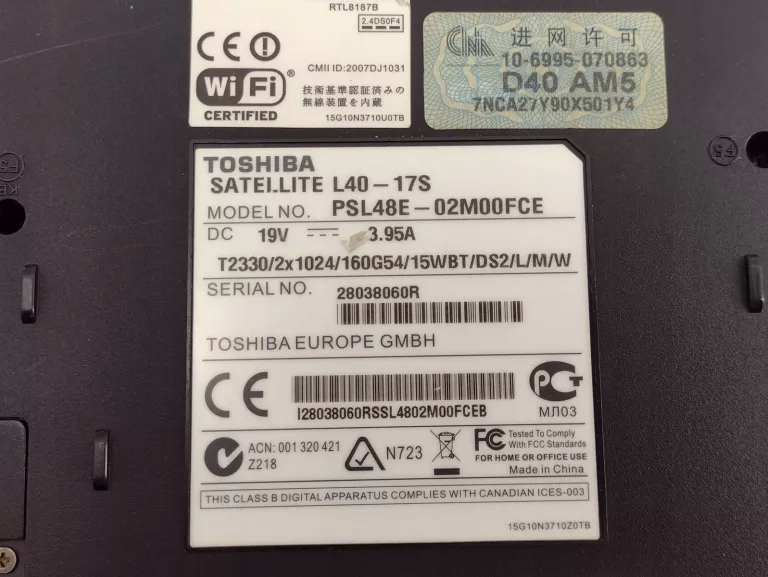 RTL8187B
2.4DS0F4
CMII ID:2007DJ1031
Wi Fi ®
CERTIFIED
技術基準認証済みの
無線装置を内蔵
15G10N3710U0TB
进网许可
10-6995-070863
D40 AM5
7NCA27Y90X501Y4
TOSHIBA
SATELLITE L40-17S
MODEL NO. PSL48E-02M00FCE
DC 19V 3.95A
T2330/2x1024/160G54/15WBT/DS2/L/M/W
SERIAL NO. 28038060R
TOSHIBA EUROPE GMBH
I28038060RSSL4802M00FCEB
МЛ03
ACN: 001 320 421
Z218
N723
FC Tested To Comply
With FCC Standards
FOR HOME OR OFFICE USE
Made in China
THIS CLASS B DIGITAL APPARATUS COMPLIES WITH CANADIAN ICES-003
15G10N3710Z0TB